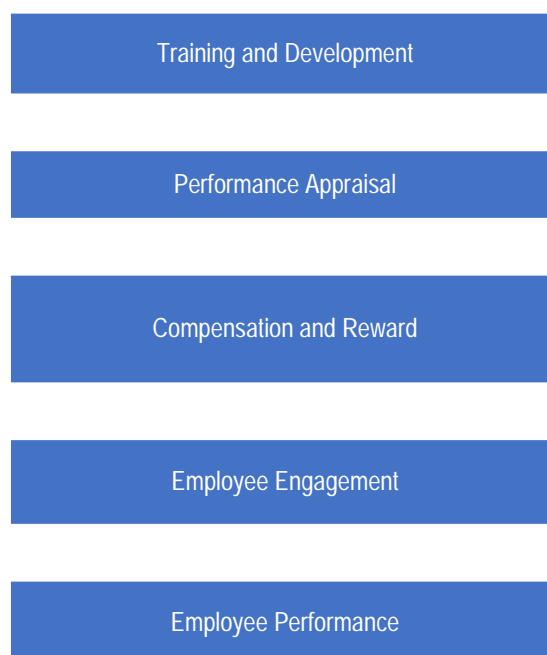 Training and Development
Performance Appraisal
Compensation and Reward
Employee Engagement
Employee Performance